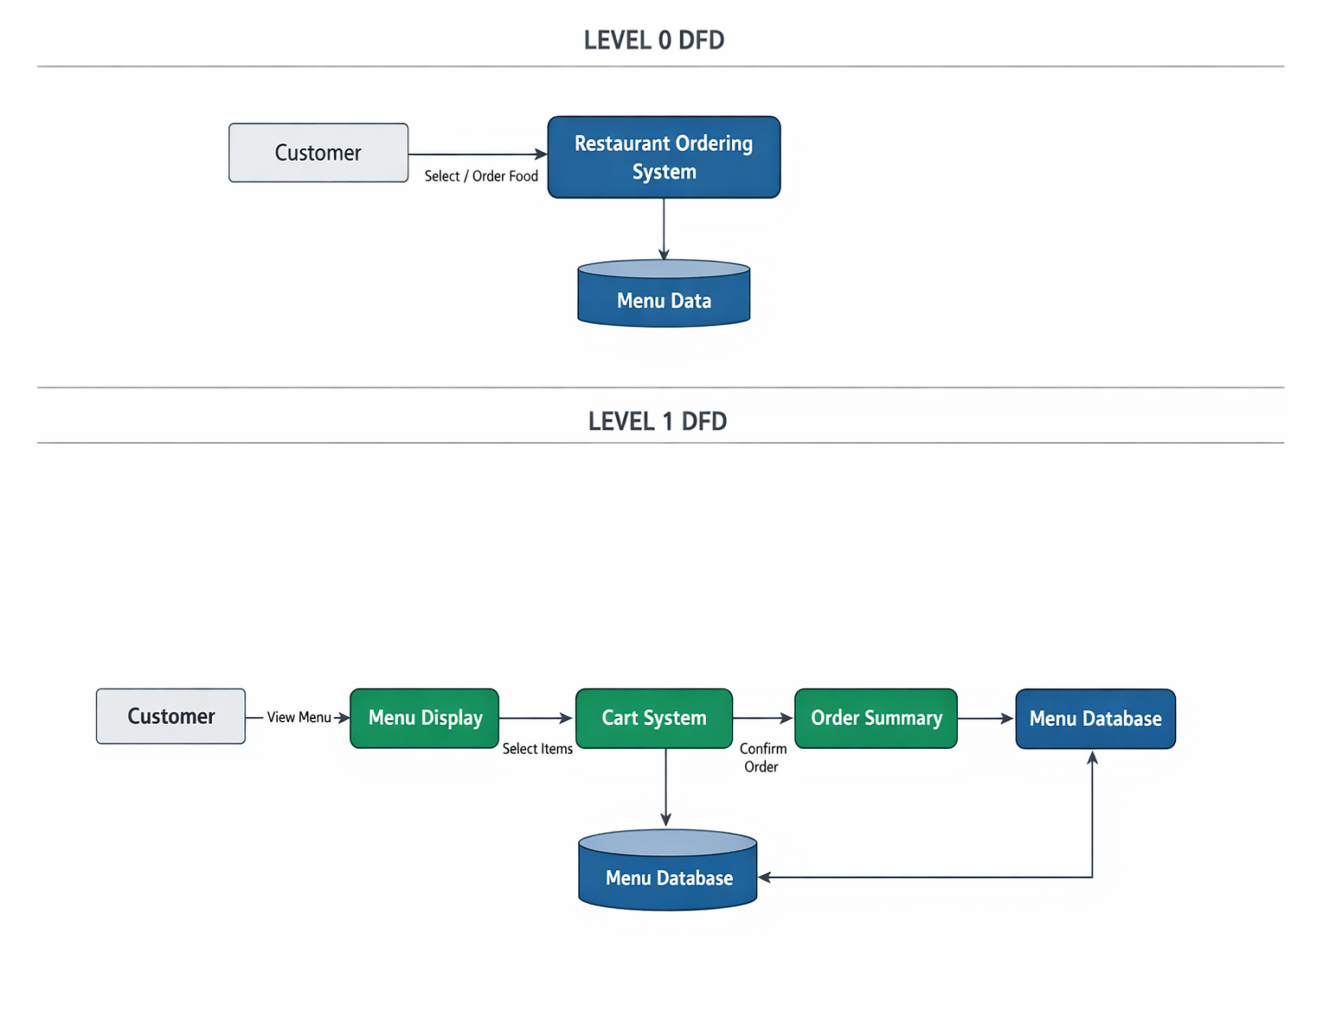 LEVEL 0 DFD
Customer
Select / Order Food
Restaurant Ordering
System
Menu Data
LEVEL 1 DFD
Customer
View Menu
Menu Display
Select Items
Cart System
Confirm
Order
Order Summary
Menu Database
Menu Database